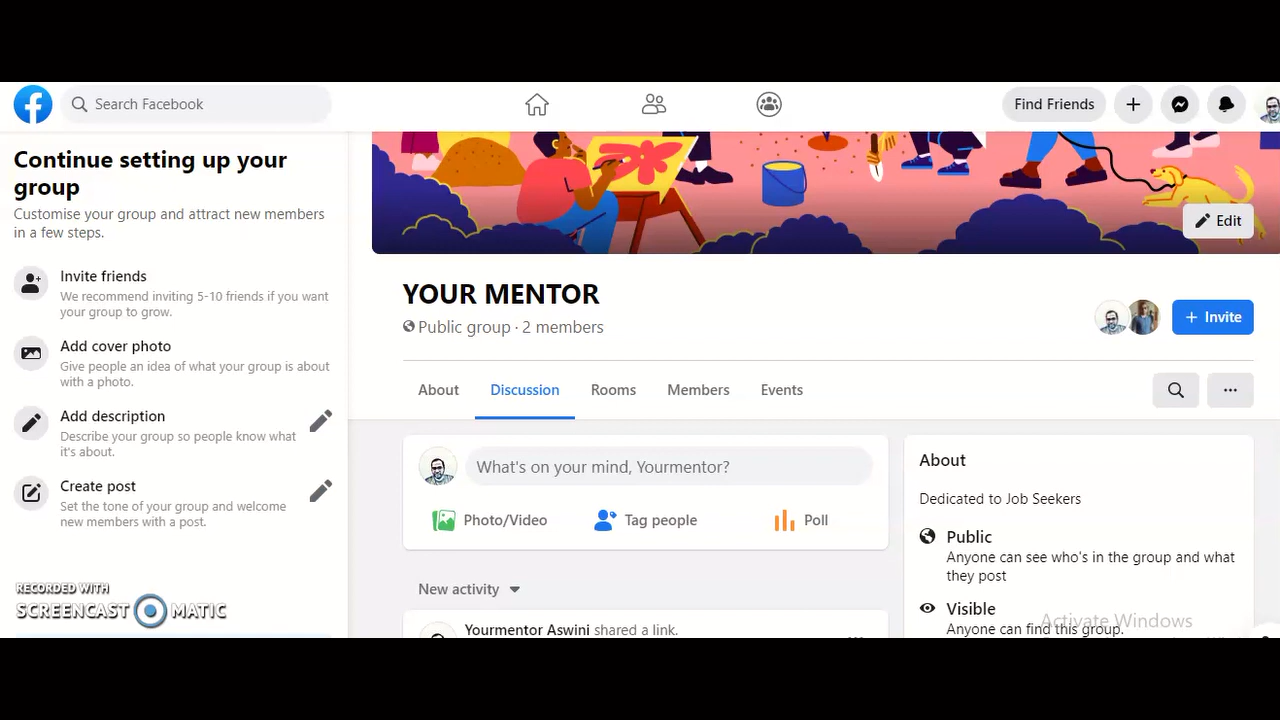 Search Facebook
Find Friends
Continue setting up your
group
Customise your group and attract new members
in a few steps.
Invite friends
We recommend inviting 5-10 friends if you want
your group to grow.
Add cover photo
Give people an idea of what your group is about
with a photo.
Add description
Describe your group so people know what
it's about.
Create post
Set the tone of your group and welcome
new members with a post.
RECORDED WITH
SCREENCAST MATIC
Edit
YOUR MENTOR
Public group · 2 members
+ Invite
About
Discussion
Rooms
Members
Events
What's on your mind, Yourmentor?
Photo/Video
Tag people
Poll
New activity
Yourmentor Aswini shared a link.
About
Dedicated to Job Seekers
Public
Anyone can see who's in the group and what
they post
Visible
Anyone can find this group.
Activate Windows